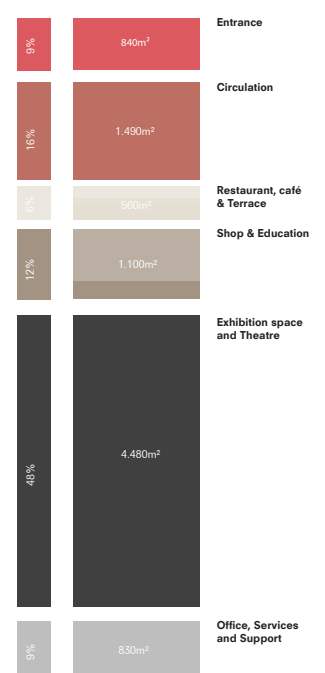 Entrance
9%
840m²
Circulation
16%
1.490m²
Restaurant, café
& Terrace
6%
560m²
Shop & Education
12%
1.100m²
Exhibition space
and Theatre
48%
4.480m²
Office, Services
and Support
9%
830m²